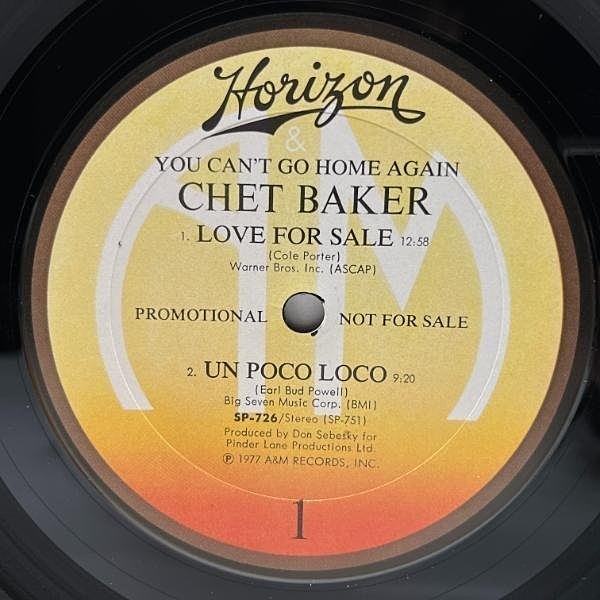 Horizon
&
YOU CAN'T GO HOME AGAIN
CHET BAKER
1. LOVE FOR SALE 12:58
(Cole Porter)
Warner Bros. Inc. (ASCAP)
PROMOTIONAL NOT FOR SALE
2. UN POCO LOCO 9:20
(Earl Bud Powell)
Big Seven Music Corp. (BMI)
SP-726/Stereo (SP-751)
Produced by Don Sebesky for
Pinder Lane Productions Ltd.
℗ 1977 A&M RECORDS, INC.
1
A M